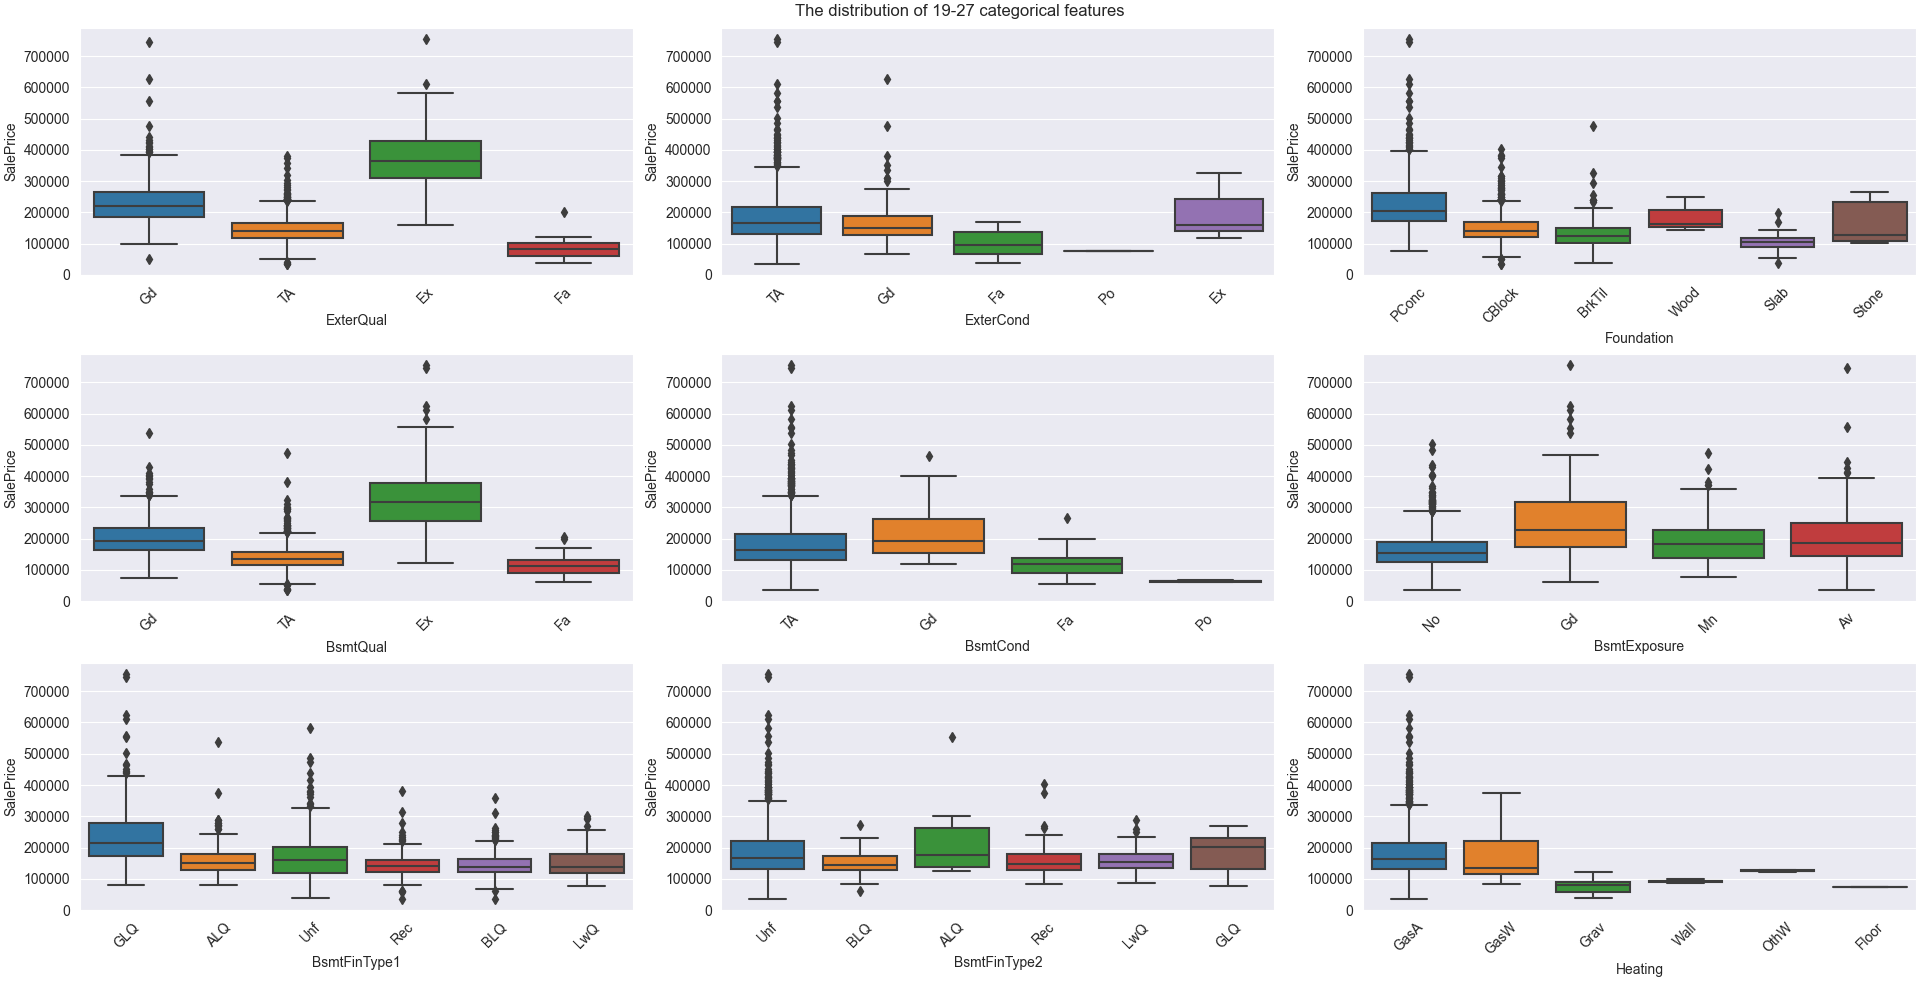 The distribution of 19-27 categorical features
SalePrice
700000
600000
500000
400000
300000
200000
100000
0
Gd TA Ex Fa
ExterQual
SalePrice
700000
600000
500000
400000
300000
200000
100000
0
TA Gd Fa Po Ex
ExterCond
SalePrice
700000
600000
500000
400000
300000
200000
100000
0
PConc CBlock BrkTil Wood Slab Stone
Foundation
SalePrice
700000
600000
500000
400000
300000
200000
100000
0
Gd TA Ex Fa
BsmtQual
SalePrice
700000
600000
500000
400000
300000
200000
100000
0
TA Gd Fa Po
BsmtCond
SalePrice
700000
600000
500000
400000
300000
200000
100000
0
No Gd Mn Av
BsmtExposure
SalePrice
700000
600000
500000
400000
300000
200000
100000
0
GLQ ALQ Unf Rec BLQ LwQ
BsmtFinType1
SalePrice
700000
600000
500000
400000
300000
200000
100000
0
Unf BLQ ALQ Rec LwQ GLQ
BsmtFinType2
SalePrice
700000
600000
500000
400000
300000
200000
100000
0
GasA GasW Grav Wall OthW Floor
Heating